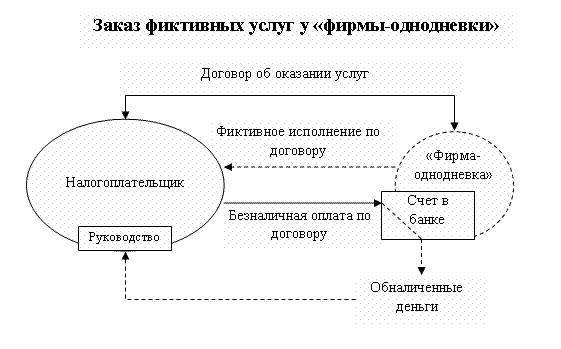 Заказ фиктивных услуг у «фирмы-однодневки»
Договор об оказании услуг
Фиктивное исполнение по
договору
«Фирма-
однодневка»
Налогоплательщик
Счет в
банке
Безналичная оплата по
договору
Руководство
Обналиченные
деньги